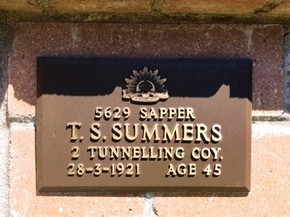 5629 SAPPER
T. S. SUMMERS
2 TUNNELLING COY.
28-3-1921 AGE 45